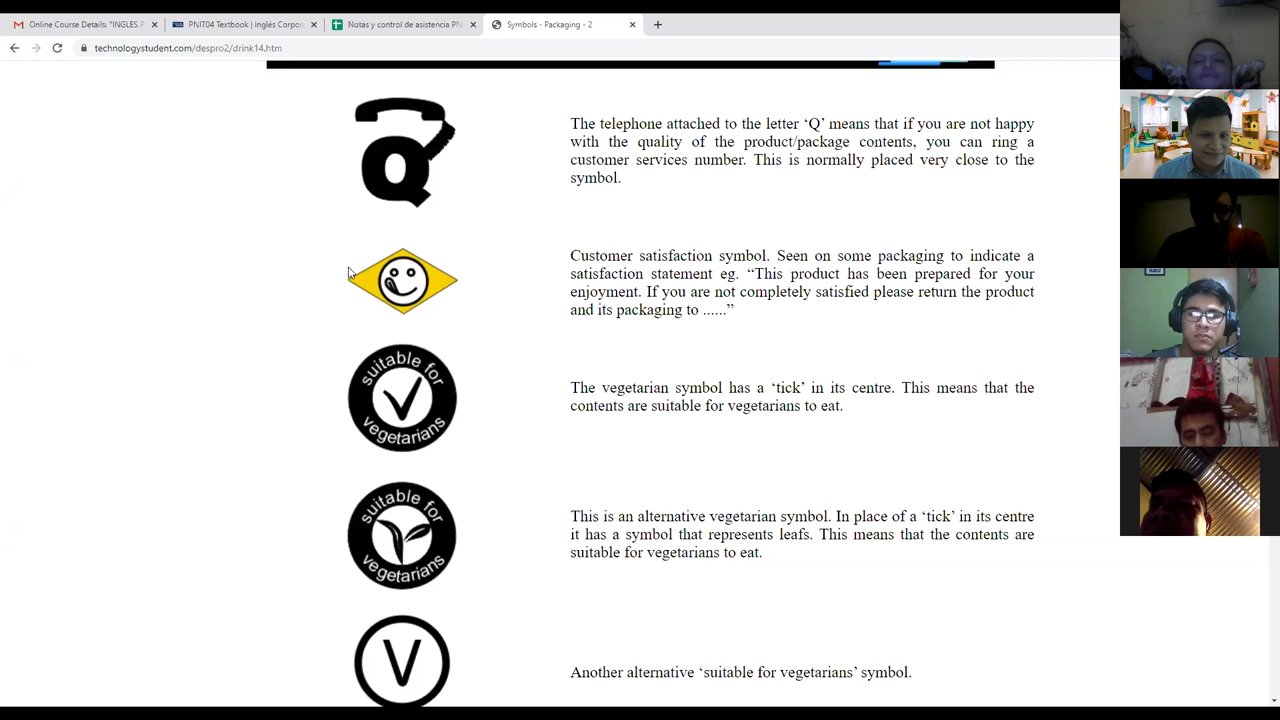 Online Course Details: "INGLES P
PNIT04 Textbook | Inglés Corpor
Notas y control de asistencia PN
Symbols - Packaging - 2
technologystudent.com/despro2/drink14.htm
Q
The telephone attached to the letter ‘Q’ means that if you are not happy
with the quality of the product/package contents, you can ring a
customer services number. This is normally placed very close to the
symbol.
Customer satisfaction symbol. Seen on some packaging to indicate a
satisfaction statement eg. “This product has been prepared for your
enjoyment. If you are not completely satisfied please return the product
and its packaging to ......”
suitable for
vegetarians
The vegetarian symbol has a ‘tick’ in its centre. This means that the
contents are suitable for vegetarians to eat.
suitable for
vegetarians
This is an alternative vegetarian symbol. In place of a ‘tick’ in its centre
it has a symbol that represents leafs. This means that the contents are
suitable for vegetarians to eat.
V
Another alternative ‘suitable for vegetarians’ symbol.